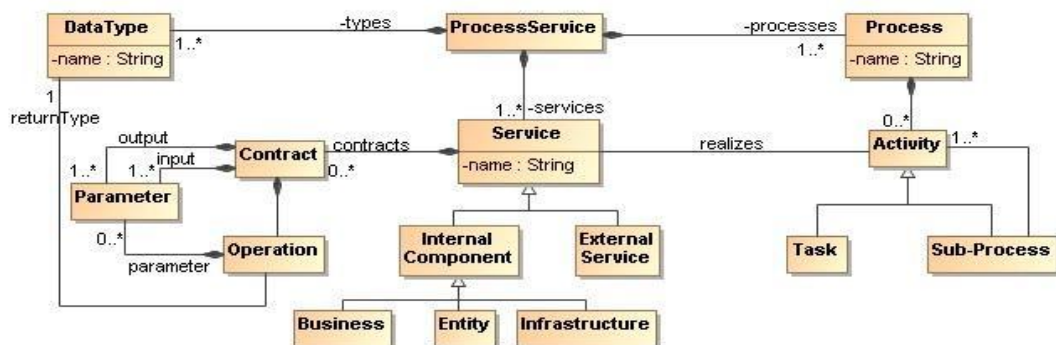 DataType
-name : String
-types
1..*
ProcessService
-processes
1..*
Process
-name : String
1
returnType
1..*
-services
0..*
output
input
1..*
1..*
Contract
contracts
0..*
Service
-name : String
realizes
Activity
1..*
Parameter
0..*
parameter
Operation
Internal
Component
External
Service
Task
Sub-Process
Business
Entity
Infrastructure